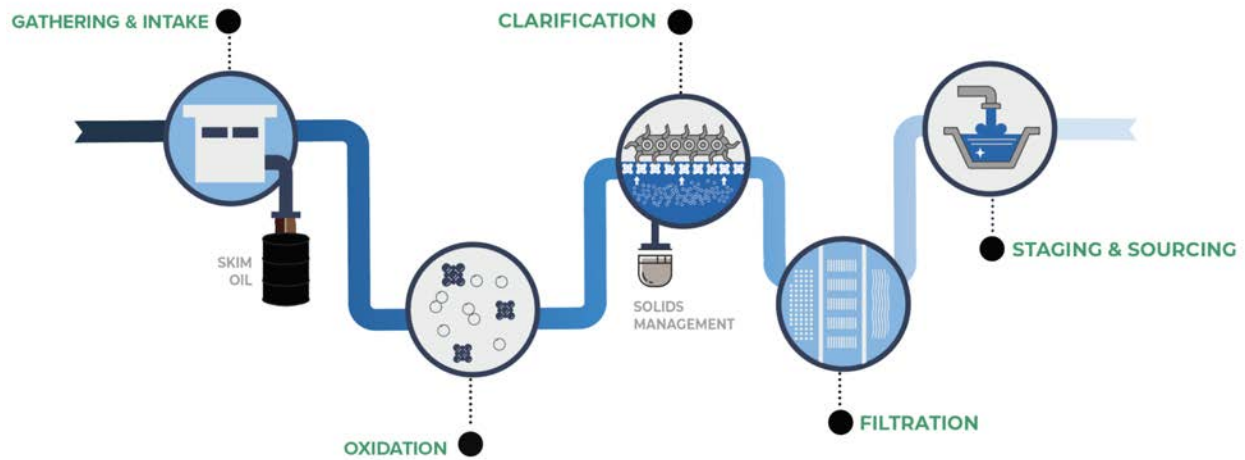 GATHERING & INTAKE
CLARIFICATION
SKIM
OIL
SOLIDS
MANAGEMENT
STAGING & SOURCING
OXIDATION
FILTRATION